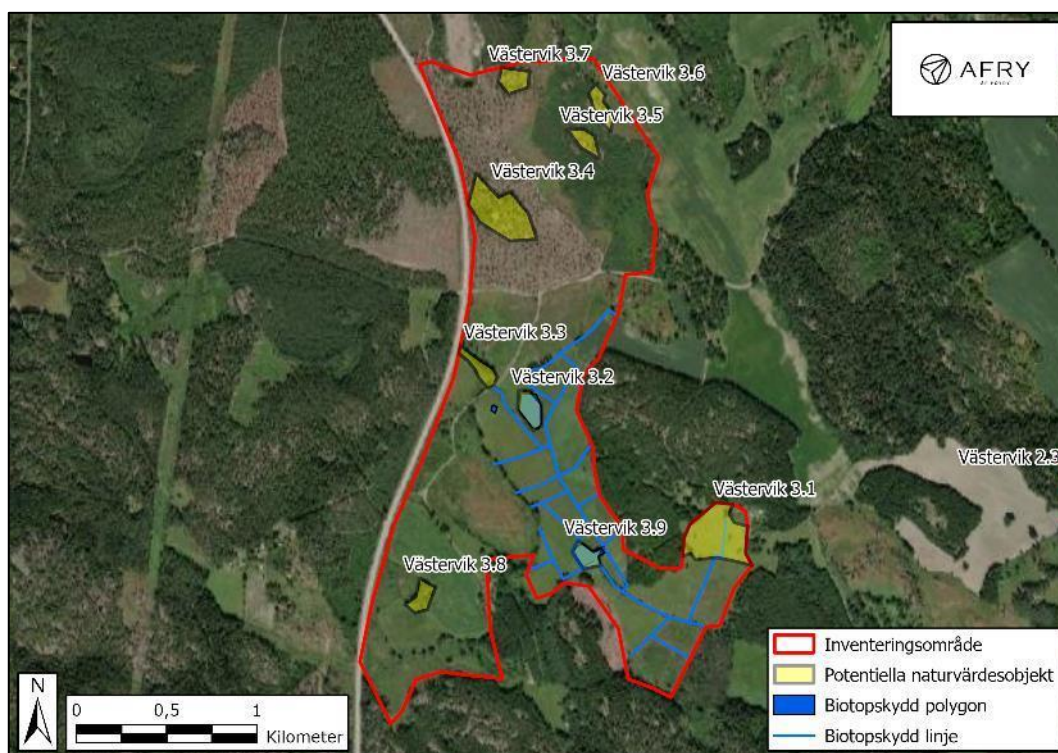 Västervik 3.7
AFRY
Västervik 3.6
Västervik 3.5
Västervik 3.4
Västervik 3.3
Västervik 3.2
Västervik 2.3
Västervik 3.1
Västervik 3.9
Västervik 3.8
Inventeringsområde
Potentiella naturvärdesobjekt
Biotopskydd polygon
Biotopskydd linje
N
0 0,5 1
Kilometer